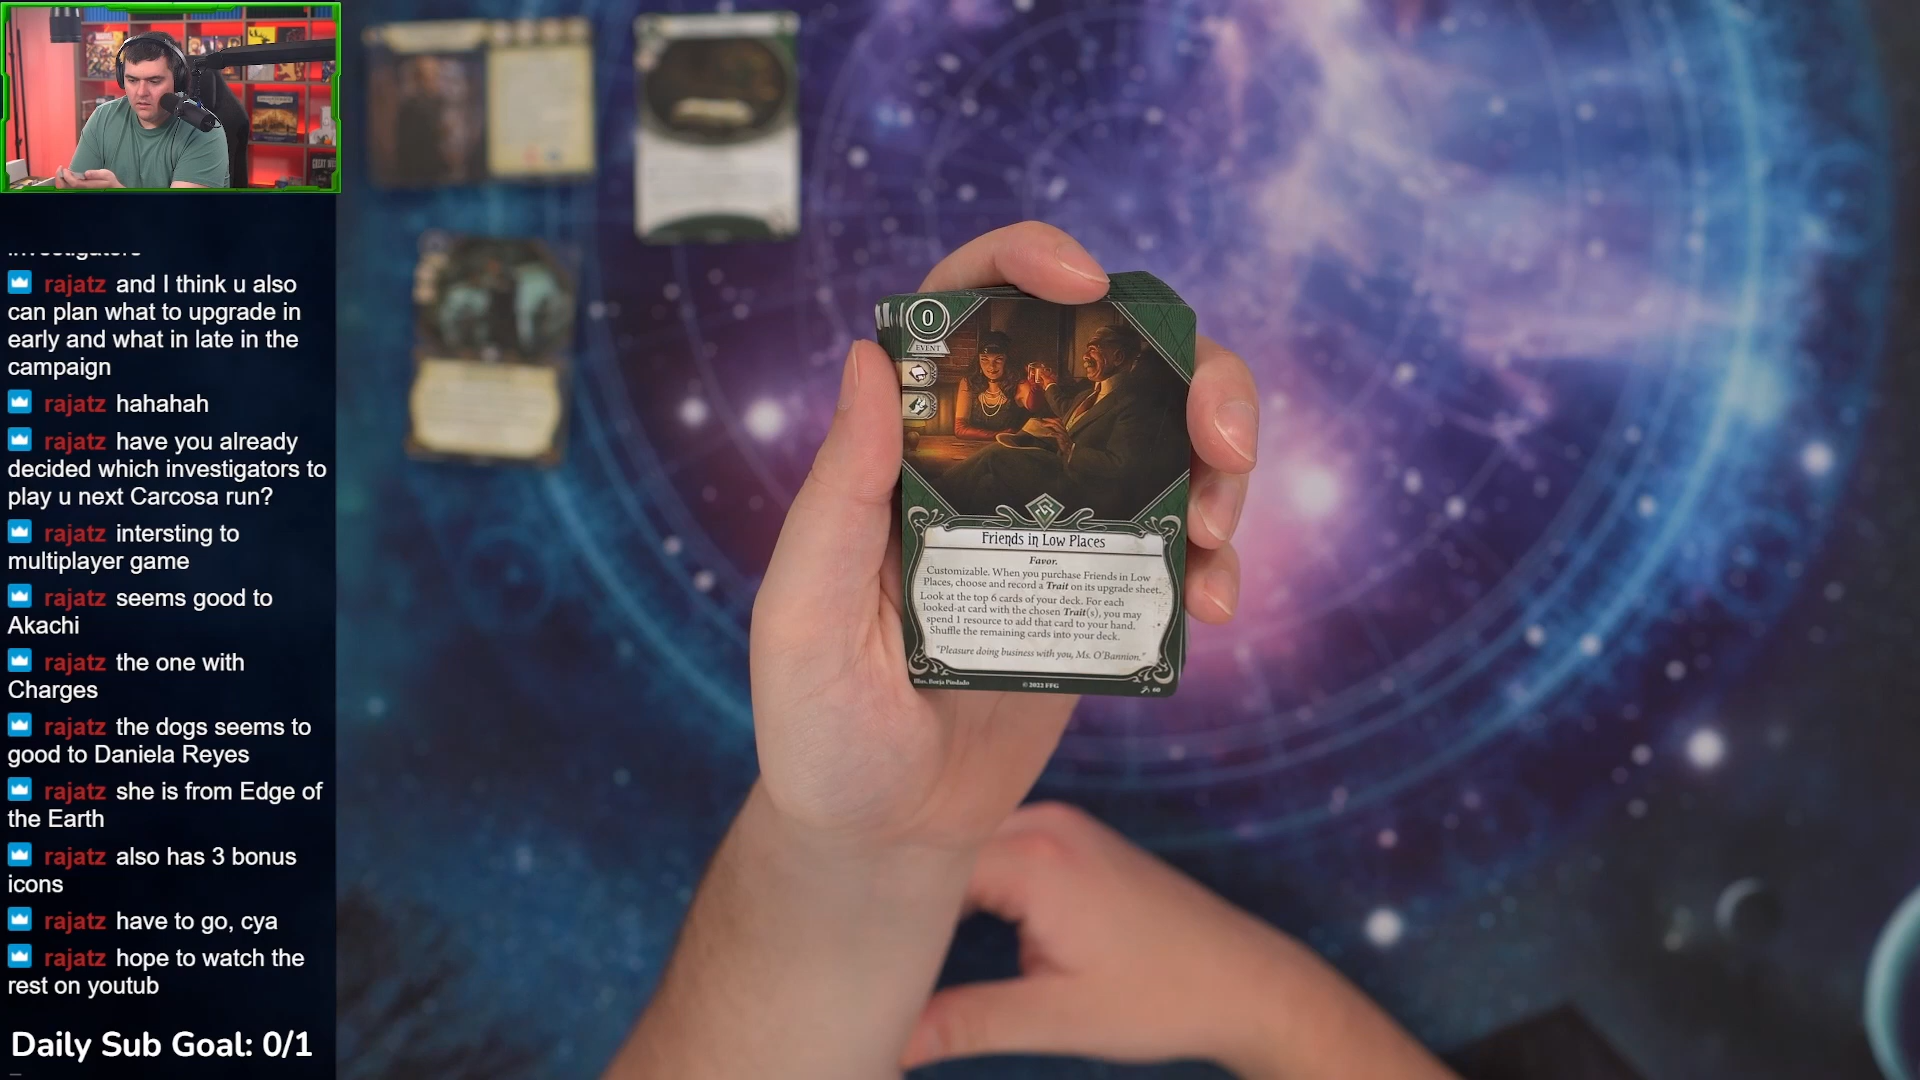 rajatz and I think u also
can plan what to upgrade in
early and what in late in the
campaign
rajatz hahahah
rajatz have you already
decided which investigators to
play u next Carcosa run?
rajatz intersting to
multiplayer game
rajatz seems good to
Akachi
rajatz the one with
Charges
rajatz the dogs seems to
good to Daniela Reyes
rajatz she is from Edge of
the Earth
rajatz also has 3 bonus
icons
rajatz have to go, cya
rajatz hope to watch the
rest on youtub
Daily Sub Goal: 0/1
0
EVENT
Friends in Low Places
Favor.
Customizable. When you purchase Friends in Low
Places, choose and record a Trait on its upgrade sheet.
Look at the top 6 cards of your deck. For each
looked-at card with the chosen Trait(s), you may
spend 1 resource to add that card to your hand.
Shuffle the remaining cards into your deck.
"Pleasure doing business with you, Ms. O'Bannion."
Illus. Borja Pindado
© 2022 FFG
60